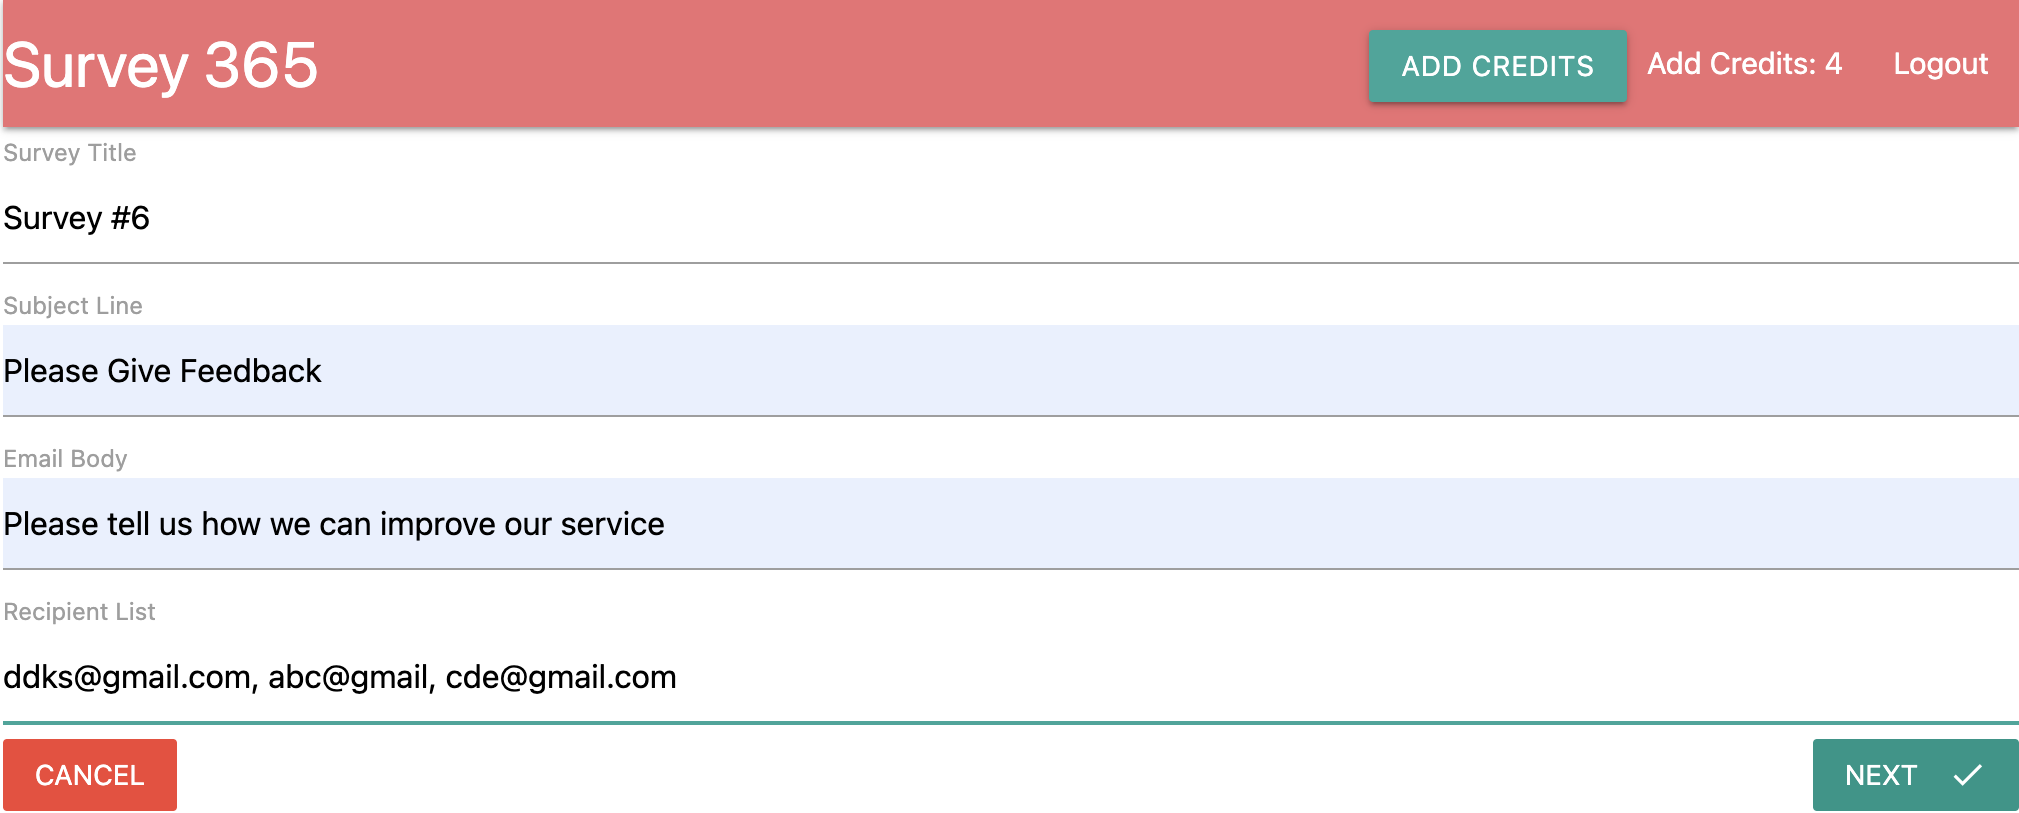 Survey 365
ADD CREDITS
Add Credits: 4
Logout
Survey Title
Survey #6
Subject Line
Please Give Feedback
Email Body
Please tell us how we can improve our service
Recipient List
ddks@gmail.com, abc@gmail, cde@gmail.com
CANCEL
NEXT